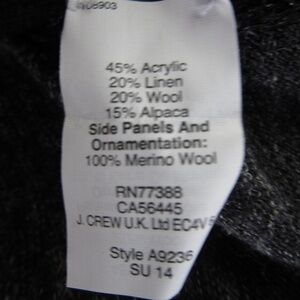 45% Acrylic
20% Linen
20% Wool
15% Alpaca
Side Panels And
Ornamentation:
100% Merino Wool
RN77388
CA56445
J. CREW U.K. Ltd EC4V
Style A9236
SU 14